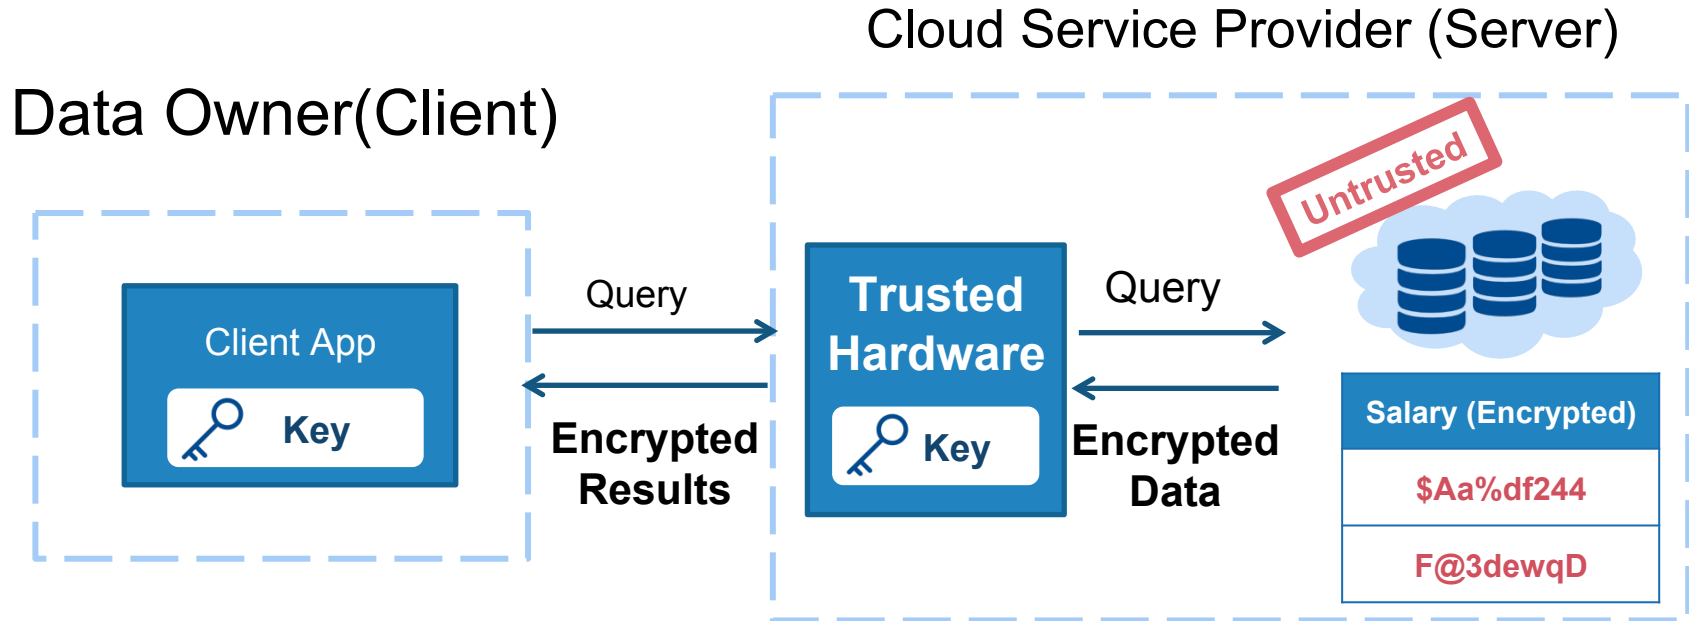 Cloud Service Provider (Server)
Data Owner(Client)
Untrusted
Client App
Key
Query
Encrypted
Results
Trusted
Hardware
Key
Query
Encrypted
Data
Salary (Encrypted)
$Aa%df244
F@3dewqD